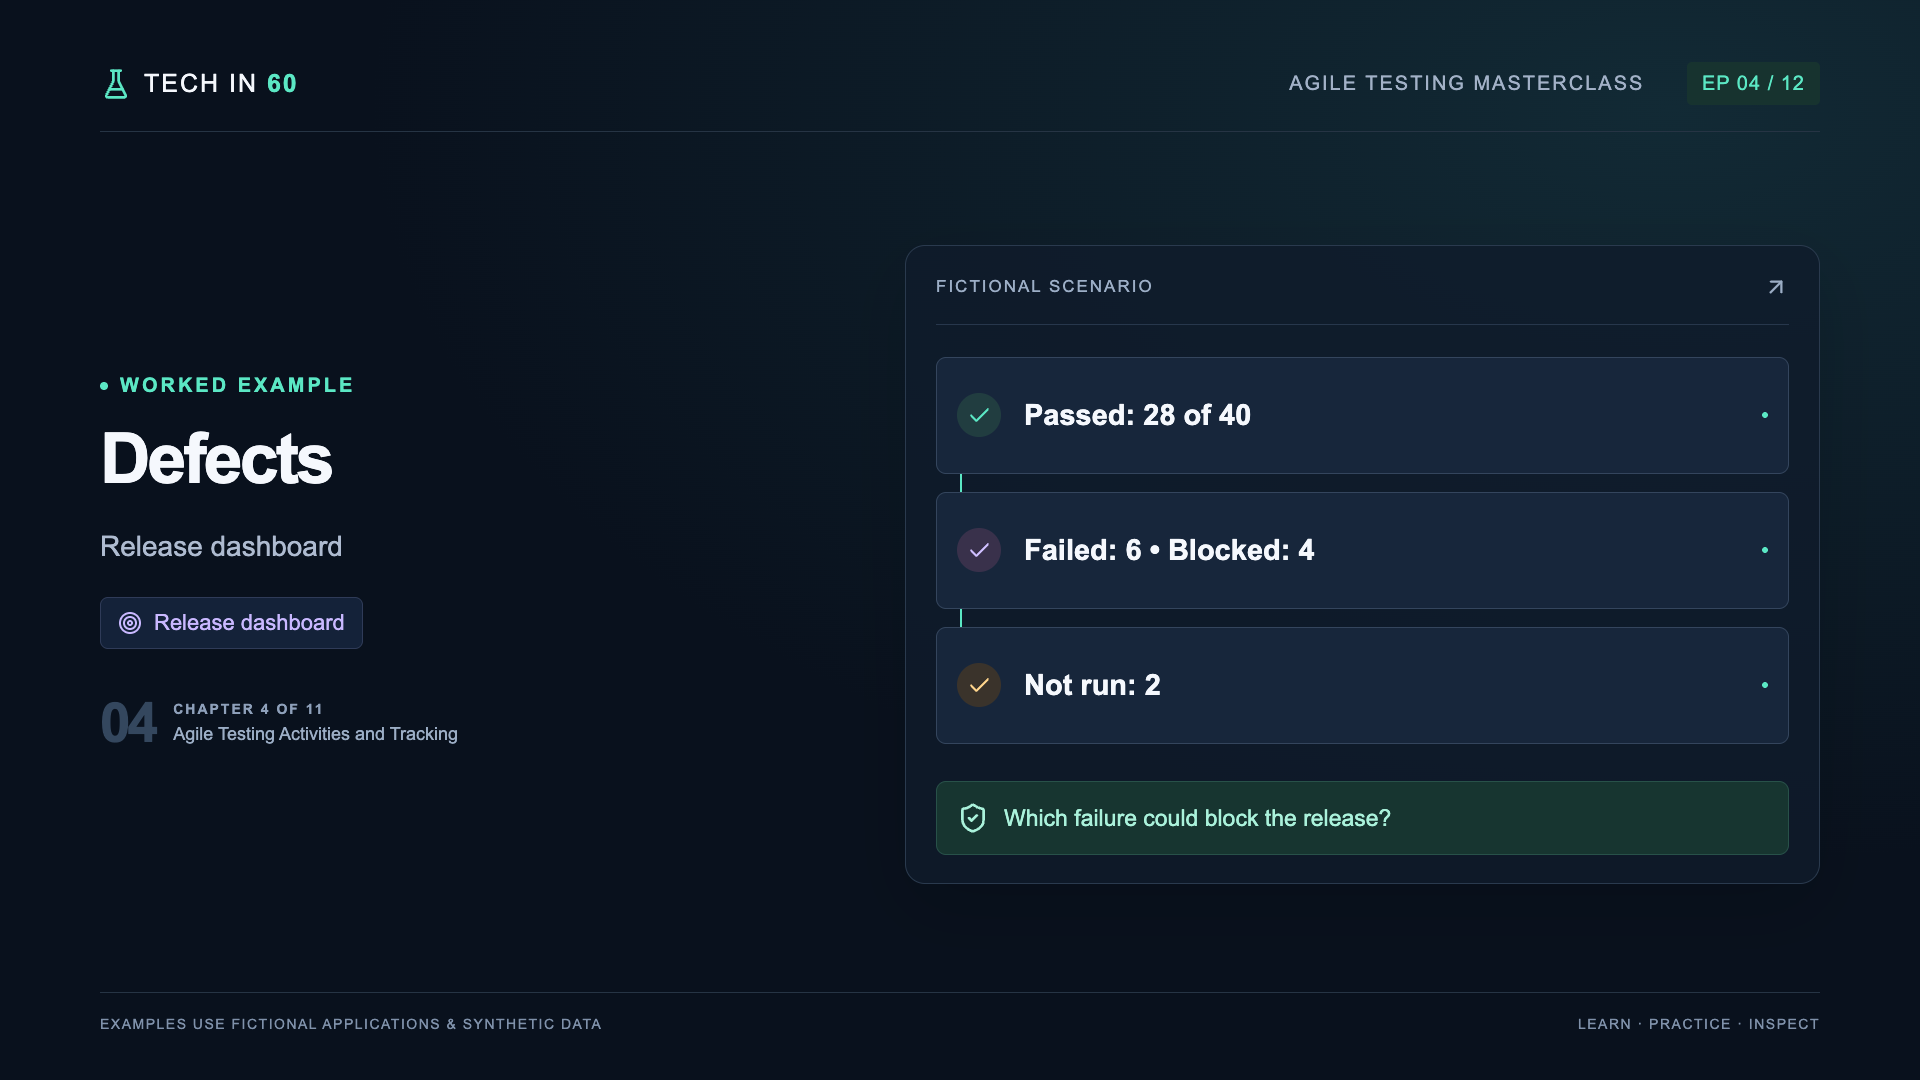 TECH IN 60
AGILE TESTING MASTERCLASS
EP 04 / 12
• WORKED EXAMPLE
Defects
Release dashboard
Release dashboard
04
CHAPTER 4 OF 11
Agile Testing Activities and Tracking
FICTIONAL SCENARIO
Passed: 28 of 40
Failed: 6 • Blocked: 4
Not run: 2
Which failure could block the release?
EXAMPLES USE FICTIONAL APPLICATIONS & SYNTHETIC DATA
LEARN · PRACTICE · INSPECT